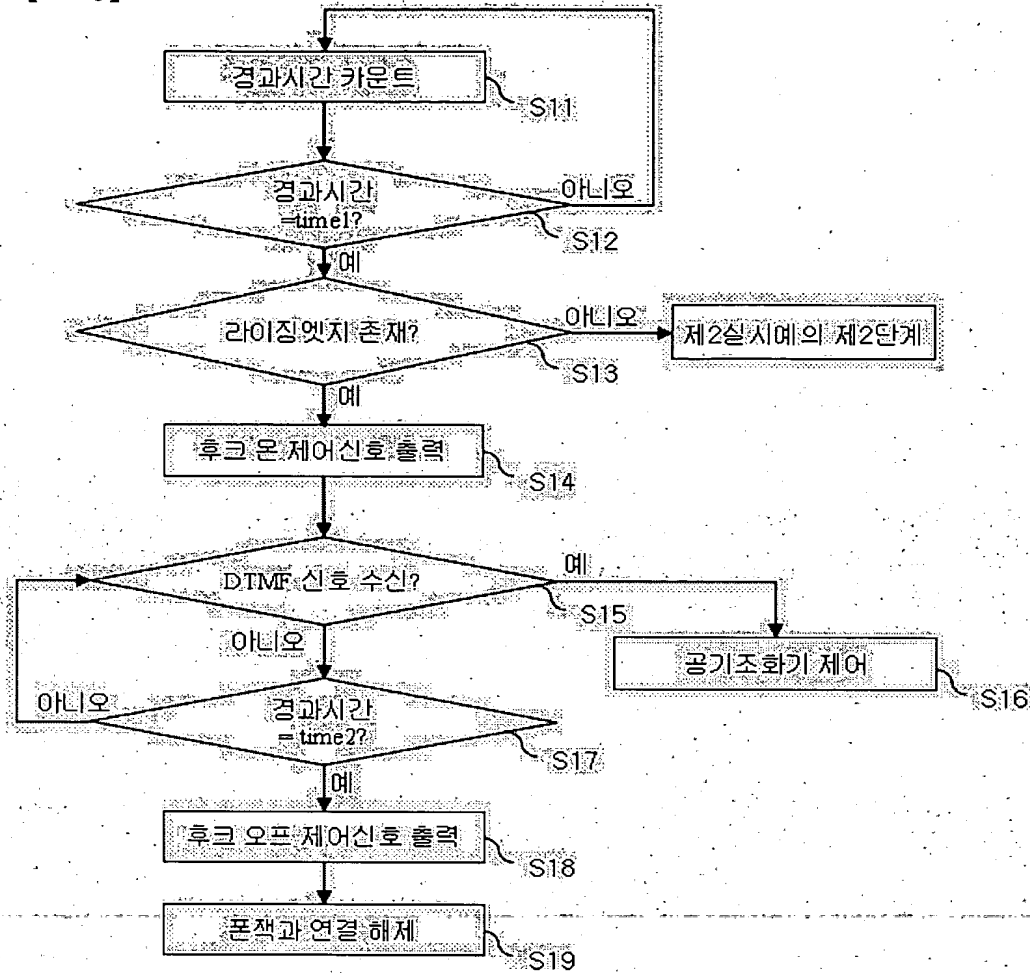 경과시간 카운트
S11
경과시간
=time1?
아니오
S12
예
라이징엣지 존재?
아니오
제2실시예의 제2단계
S13
예
후크 온 제어신호 출력
S14
DTMF 신호 수신?
예
S15
아니오
공기조화기 제어
S16
아니오
경과시간
=time2?
S17
예
후크 오프 제어신호 출력
S18
폰잭과 연결 해제
S19